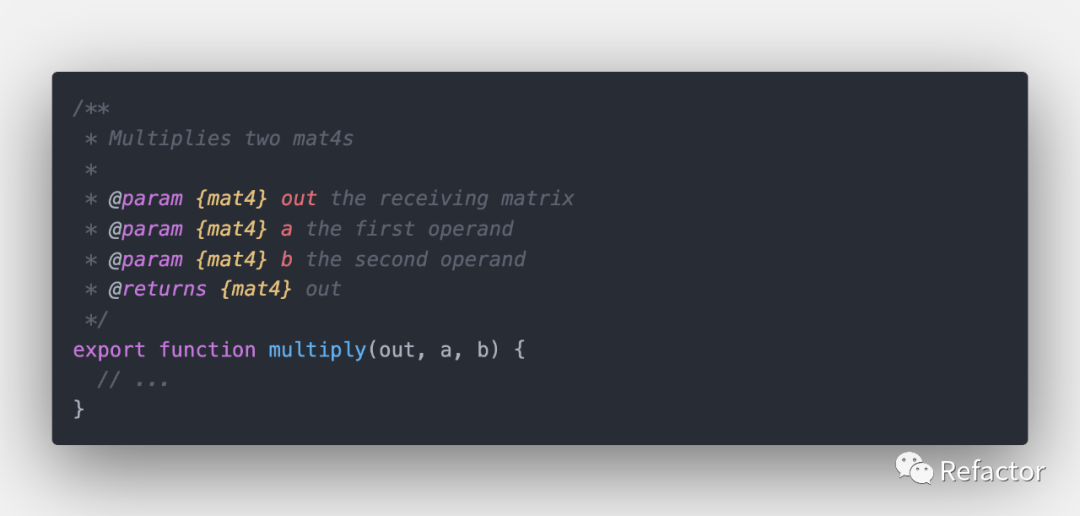 /**
 * Multiplies two mat4s
 *
 * @param {mat4} out the receiving matrix
 * @param {mat4} a the first operand
 * @param {mat4} b the second operand
 * @returns {mat4} out
 */
export function multiply(out, a, b) {
  // ...
}
Refactor